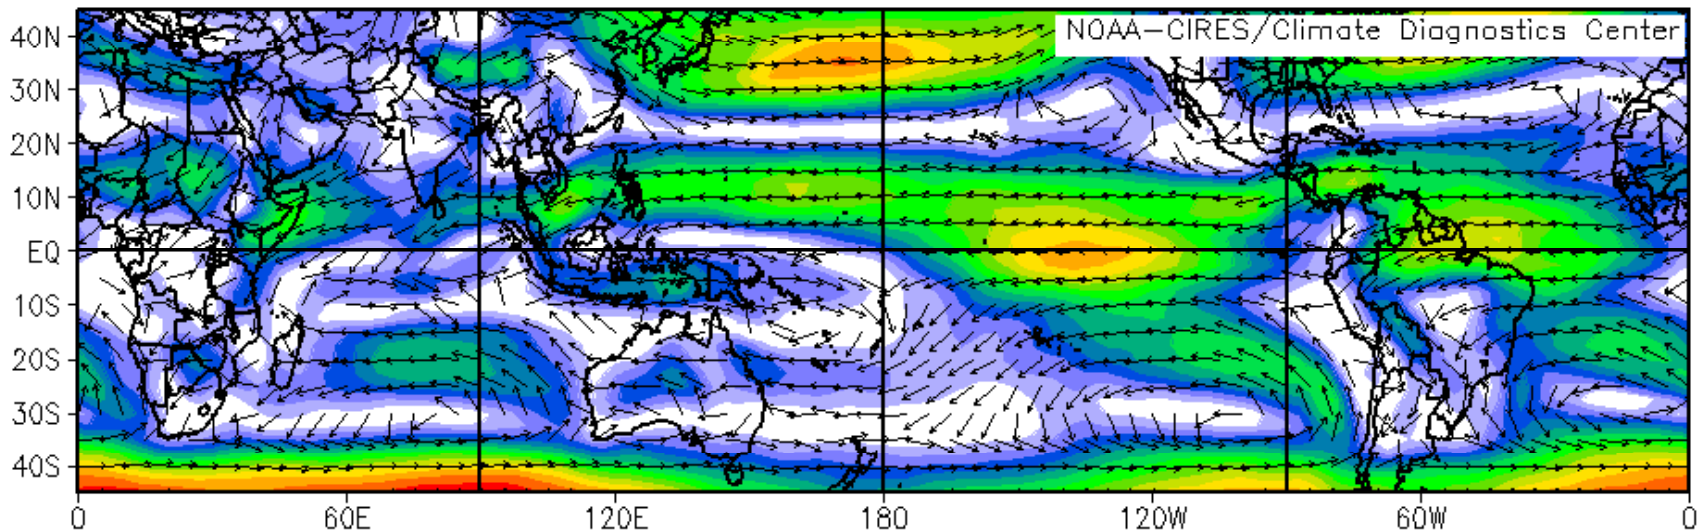 NOAA-CIRES/Climate Diagnostics Center
40N
30N
20N
10N
EQ
10S
20S
30S
40S
0 60E 120E 180 120W 60W 0